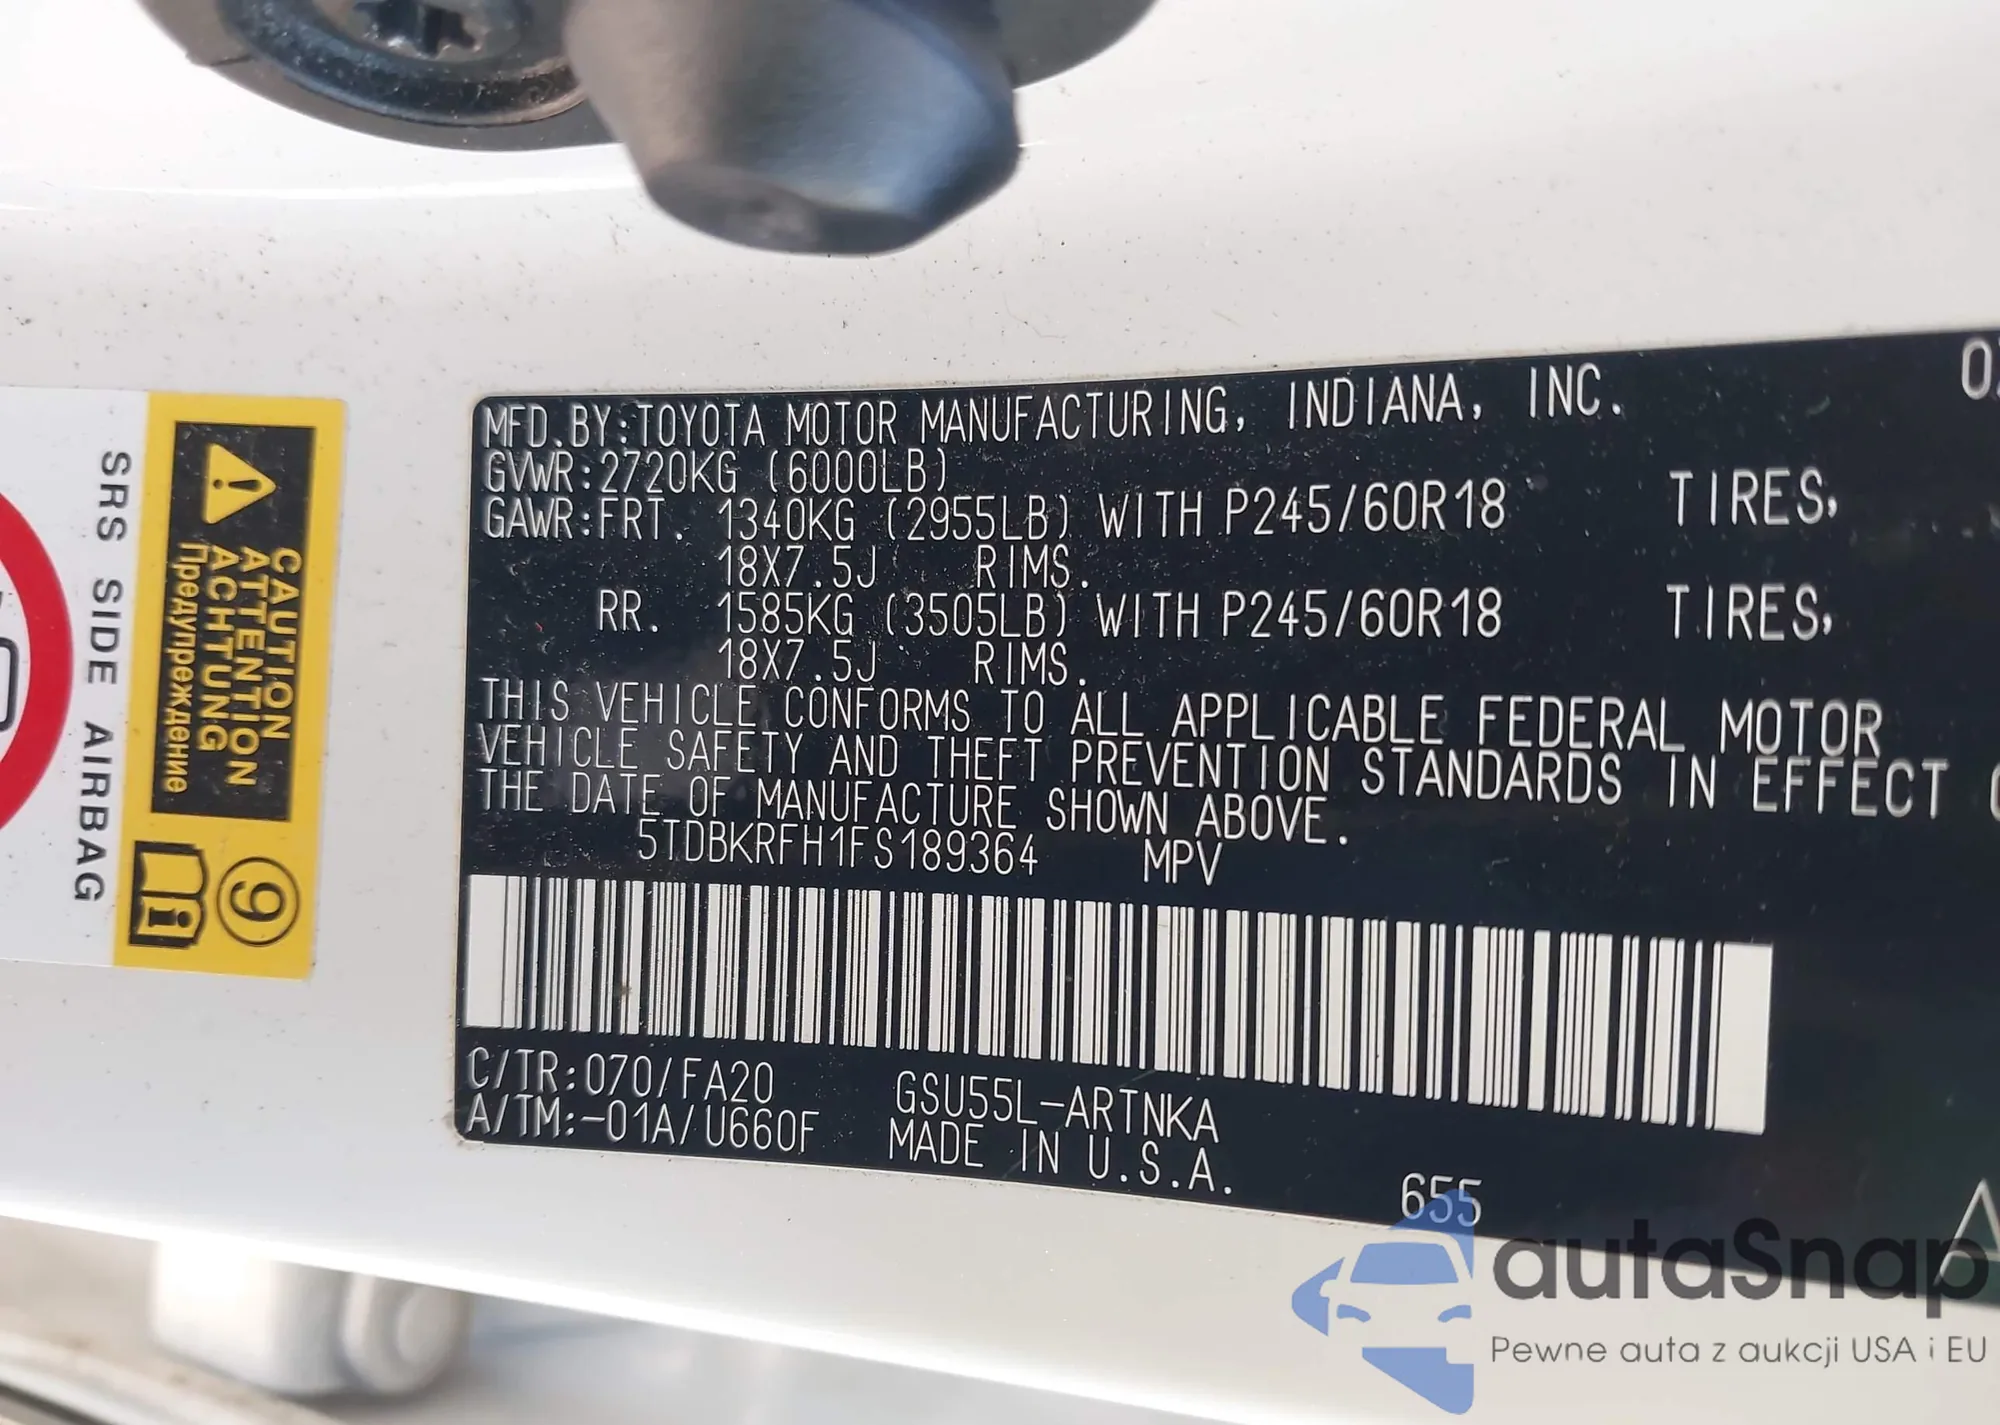 MFD.BY:TOYOTA MOTOR MANUFACTURING, INDIANA, INC.
GVWR:2720KG (6000LB)
GAWR:FRT. 1340KG (2955LB) WITH P245/60R18 TIRES,
18X7.5J RIMS.
RR. 1585KG (3505LB) WITH P245/60R18 TIRES,
18X7.5J RIMS.
THIS VEHICLE CONFORMS TO ALL APPLICABLE FEDERAL MOTOR
VEHICLE SAFETY AND THEFT PREVENTION STANDARDS IN EFFECT
THE DATE OF MANUFACTURE SHOWN ABOVE.
5TDBKRFH1FS189364 MPV
C/TR:070/FA20 GSU55L-ARTNKA
A/TM:-01A/U660F MADE IN U.S.A.
655
CAUTION
ATTENTION
ACHTUNG
Предупреждение
9
SRS SIDE AIRBAG
autaSnap
Pewne auta z aukcji USA i EU